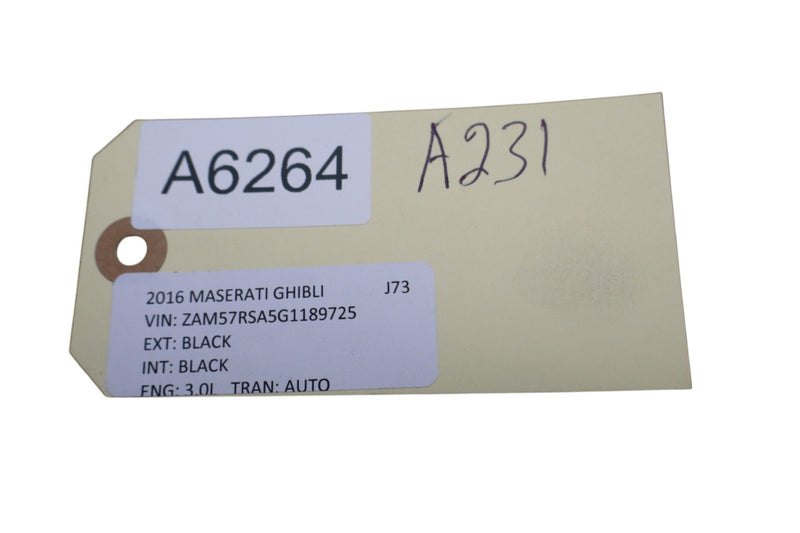 A6264
A231
2016 MASERATI GHIBLI J73
VIN: ZAM57RSA5G1189725
EXT: BLACK
INT: BLACK
ENG: 3.0L TRAN: AUTO